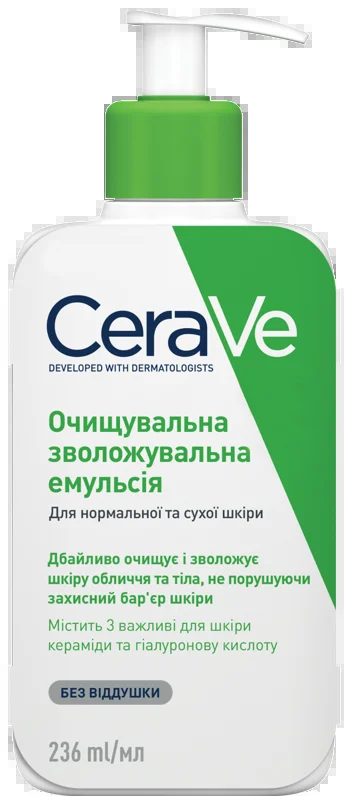 CeraVe
DEVELOPED WITH DERMATOLOGISTS
Очищувальна
зволожувальна
емульсія
Для нормальної та сухої шкіри
Дбайливо очищує і зволожує
шкіру обличчя та тіла, не порушуючи
захисний бар'єр шкіри
Містить 3 важливі для шкіри
кераміди та гіалуронову кислоту
БЕЗ ВІДДУШКИ
236 ml/мл